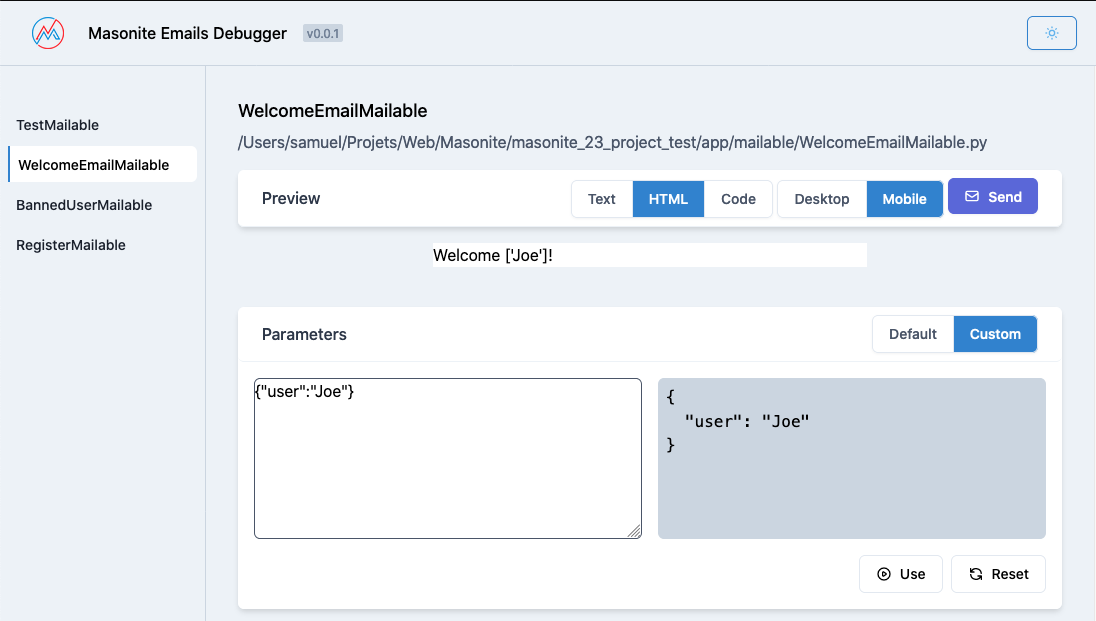 Masonite Emails Debugger v0.0.1
TestMailable
WelcomeEmailMailable
BannedUserMailable
RegisterMailable
WelcomeEmailMailable
/Users/samuel/Projets/Web/Masonite/masonite_23_project_test/app/mailable/WelcomeEmailMailable.py
Preview Text HTML Code Desktop Mobile Send
Welcome ['Joe']!
Parameters Default Custom
{"user":"Joe"}
{
"user": "Joe"
}
Use Reset